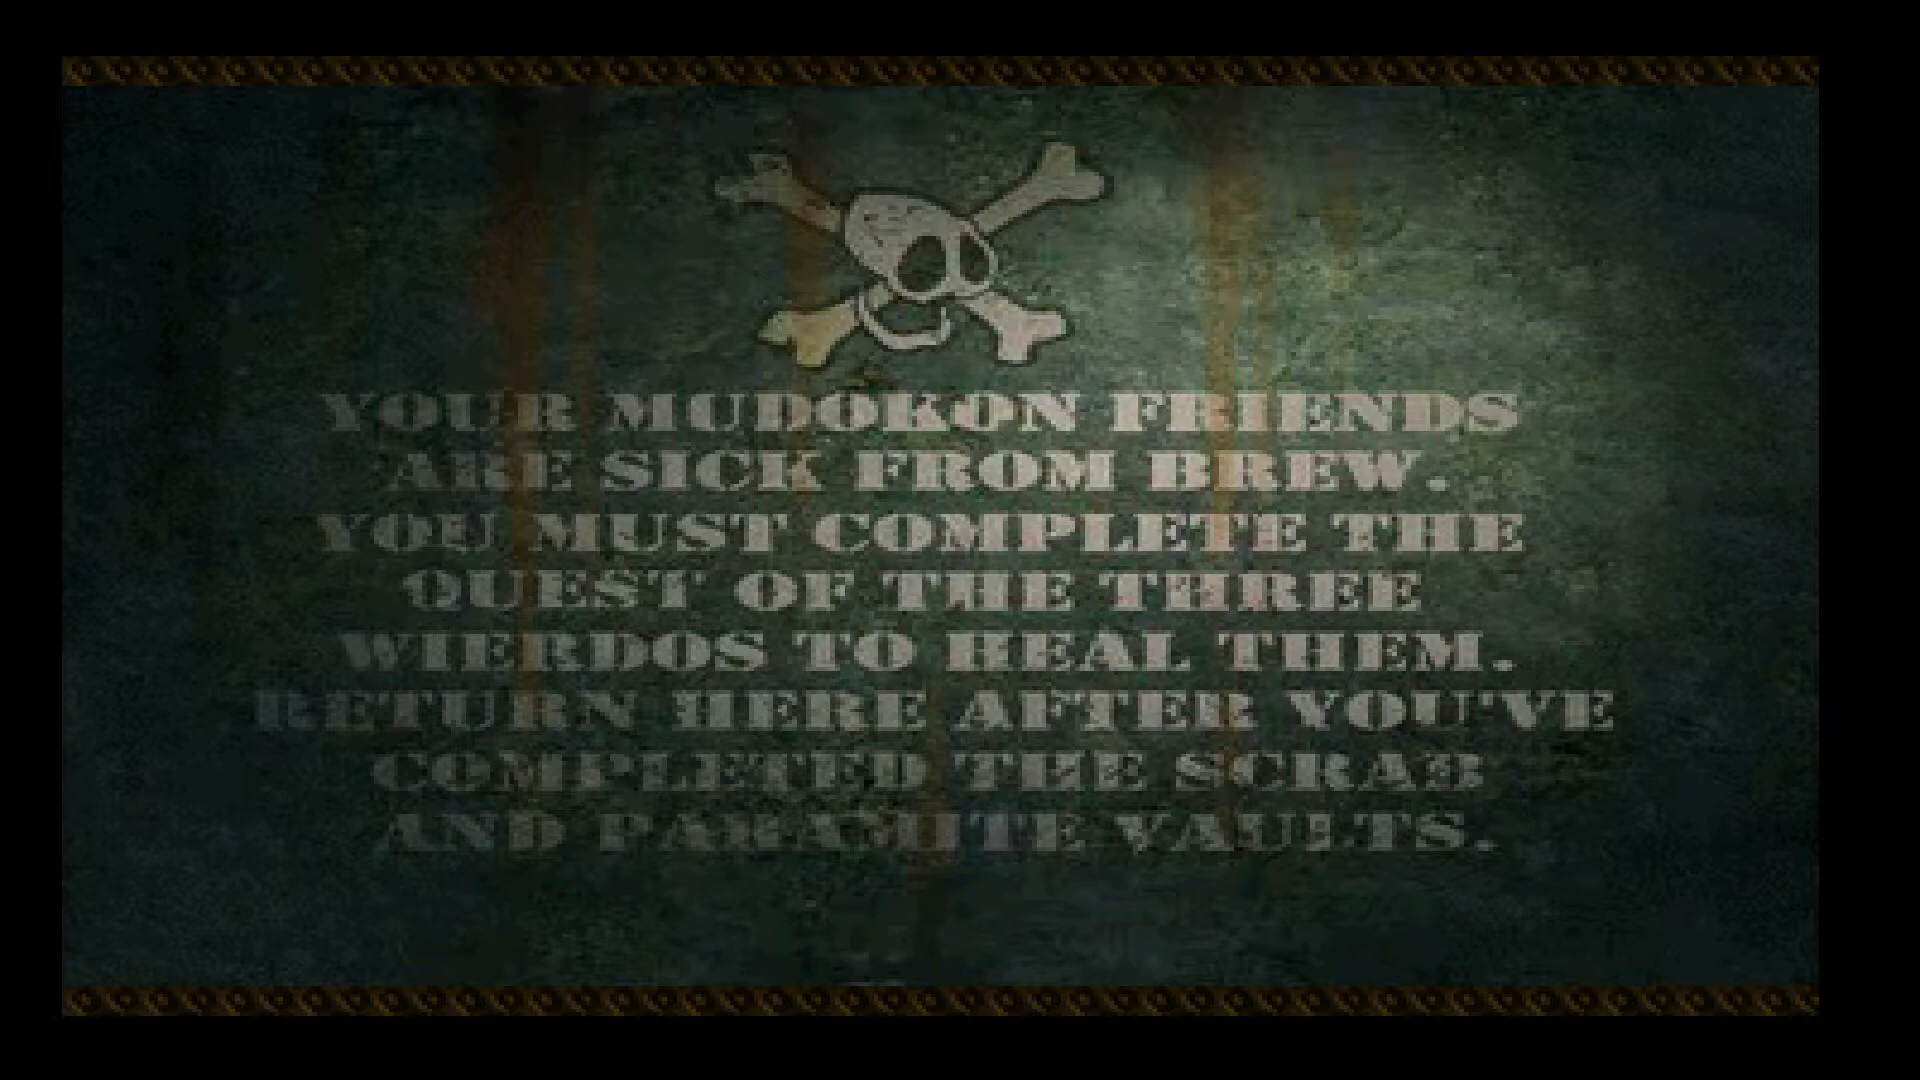 YOUR MUDOKON FRIENDS
ARE SICK FROM BREW.
YOU MUST COMPLETE THE
QUEST OF THE THREE
WIERDOS TO HEAL THEM.
RETURN HERE AFTER YOU'VE
COMPLETED THE SCRAB
AND PARAMITE VAULTS.